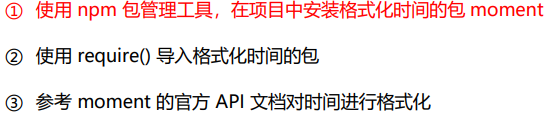 ① 使用 npm 包管理工具，在项目中安装格式化时间的包 moment
② 使用 require() 导入格式化时间的包
③ 参考 moment 的官方 API 文档对时间进行格式化